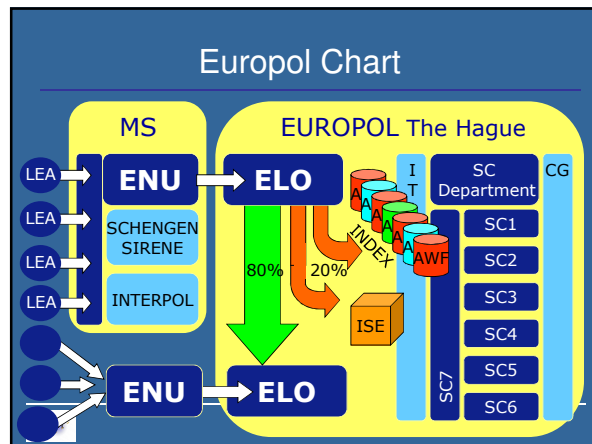 Europol Chart
MS
EUROPOL The Hague
LEA
LEA
LEA
LEA
ENU
SCHENGEN
SIRENE
INTERPOL
ELO
80%
20%
INDEX
A
A
A
A
A
A
AWF
ISE
I
T
SC
Department
CG
SC1
SC2
SC3
SC4
SC5
SC6
SC7
ENU
ELO